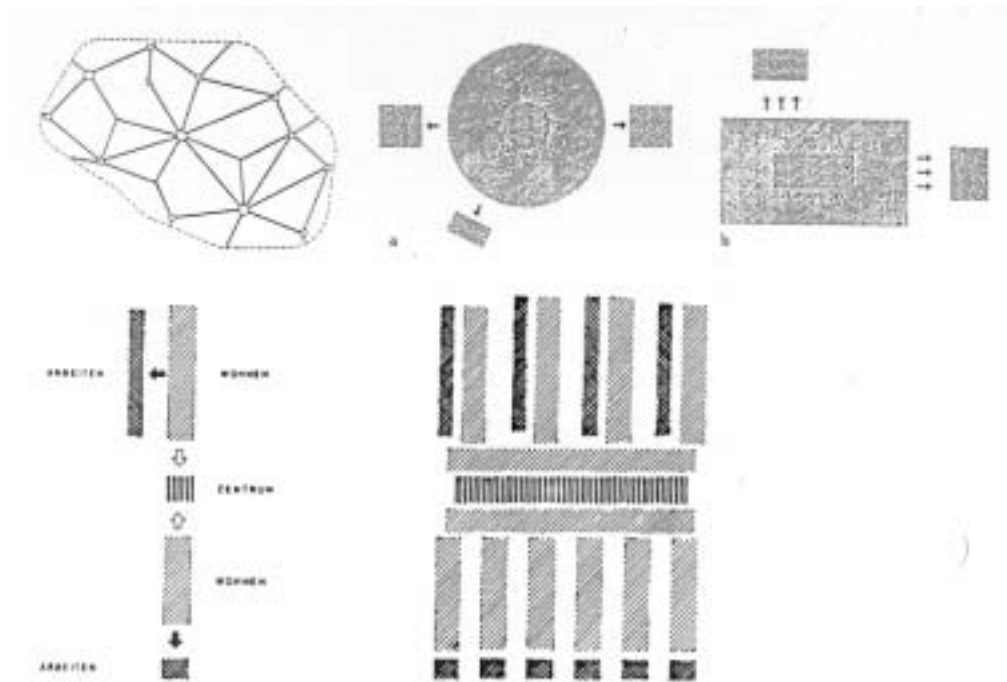 a
b
ARBEITEN
WOHNEN
ZENTRUM
WOHNEN
ARBEITEN